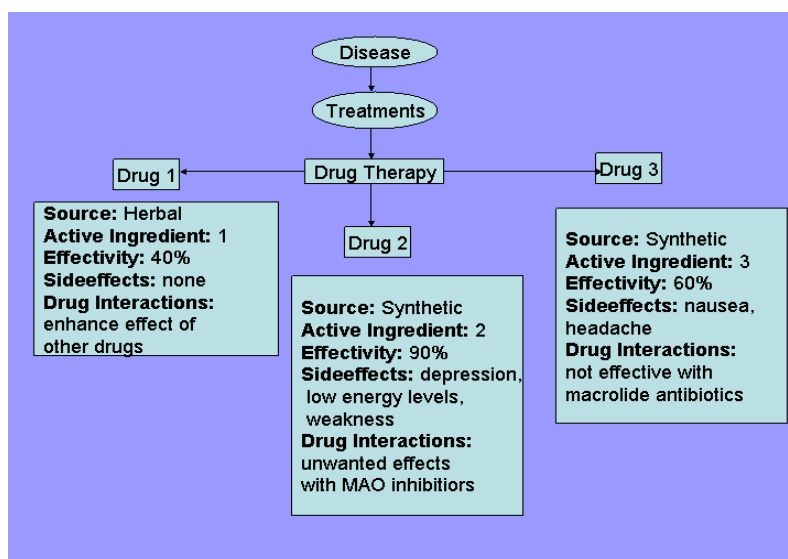 Disease
Treatments
Drug Therapy
Drug 1
Source: Herbal
Active Ingredient: 1
Effectivity: 40%
Sideeffects: none
Drug Interactions:
enhance effect of
other drugs
Drug 2
Source: Synthetic
Active Ingredient: 2
Effectivity: 90%
Sideeffects: depression,
low energy levels,
weakness
Drug Interactions:
unwanted effects
with MAO inhibitiors
Drug 3
Source: Synthetic
Active Ingredient: 3
Effectivity: 60%
Sideeffects: nausea,
headache
Drug Interactions:
not effective with
macrolide antibiotics